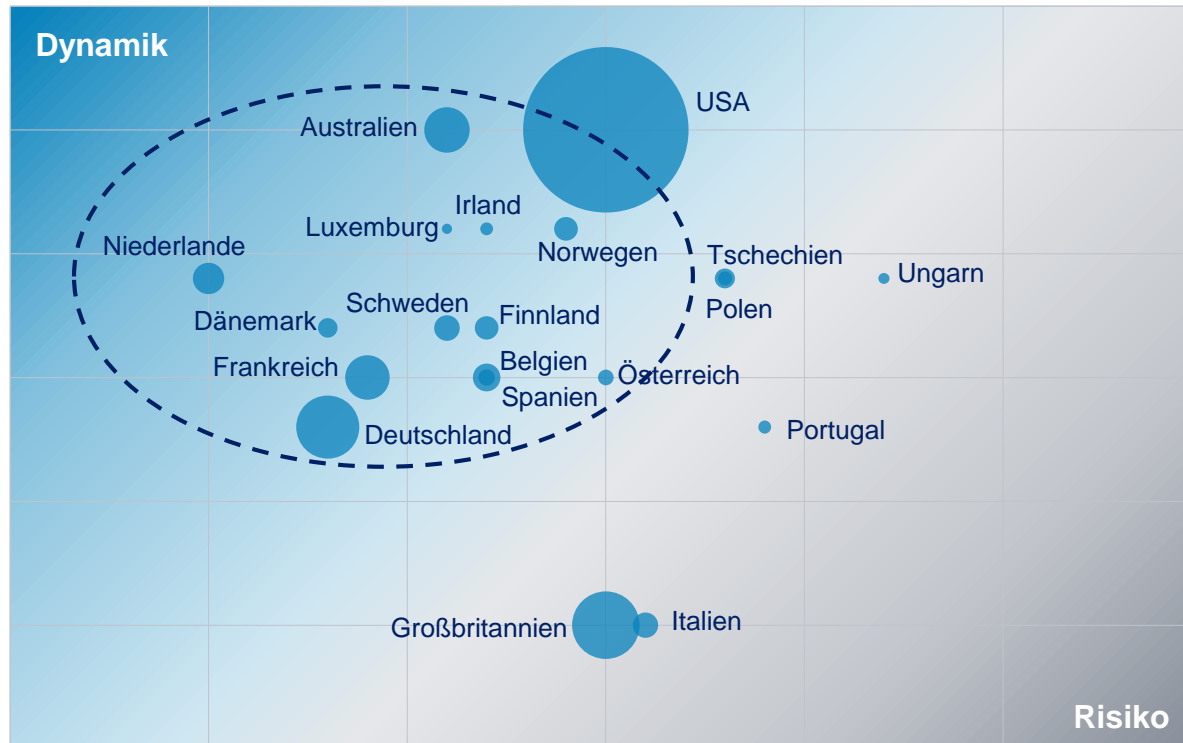 Dynamik
USA
Australien
Irland
Luxemburg
Niederlande
Norwegen
Tschechien
Ungarn
Polen
Schweden
Dänemark
Finnland
Frankreich
Belgien
Österreich
Spanien
Deutschland
Portugal
Großbritannien
Italien
Risiko